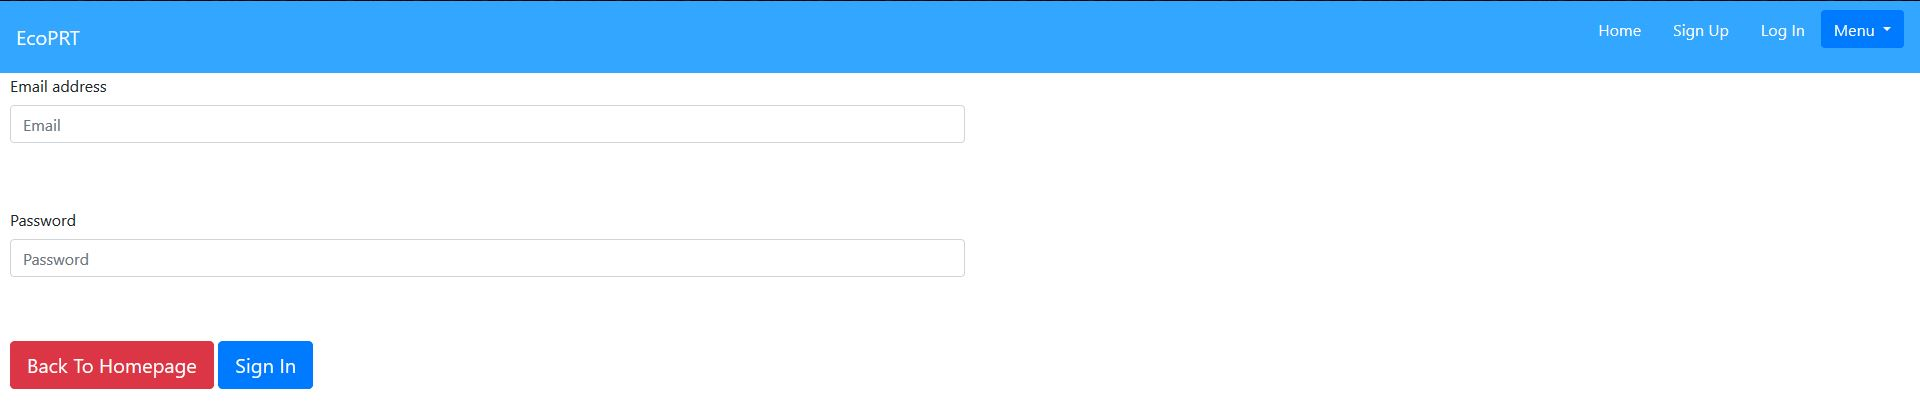 EcoPRT
Home Sign Up Log In Menu
Email address
Email
Password
Password
Back To Homepage Sign In